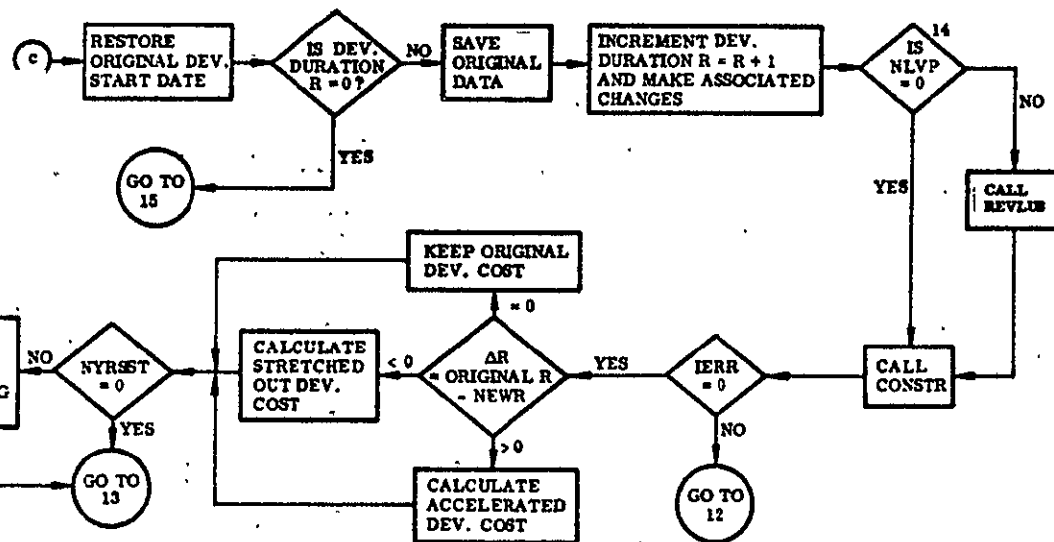 c
RESTORE
ORIGINAL DEV.
START DATE
IS DEV.
DURATION
R = 0?
NO
YES
GO TO
15
SAVE
ORIGINAL
DATA
INCREMENT DEV.
DURATION R = R + 1
AND MAKE ASSOCIATED
CHANGES
14
IS
NLVP
= 0
NO
YES
CALL
REVLUB
CALL
CONSTR
IERR
= 0
YES
NO
GO TO
12
ΔR
= ORIGINAL R
- NEWR
= 0
< 0
> 0
KEEP ORIGINAL
DEV. COST
CALCULATE
STRETCHED
OUT DEV.
COST
CALCULATE
ACCELERATED
DEV. COST
NYRSST
= 0
NO
YES
GO TO
13
G